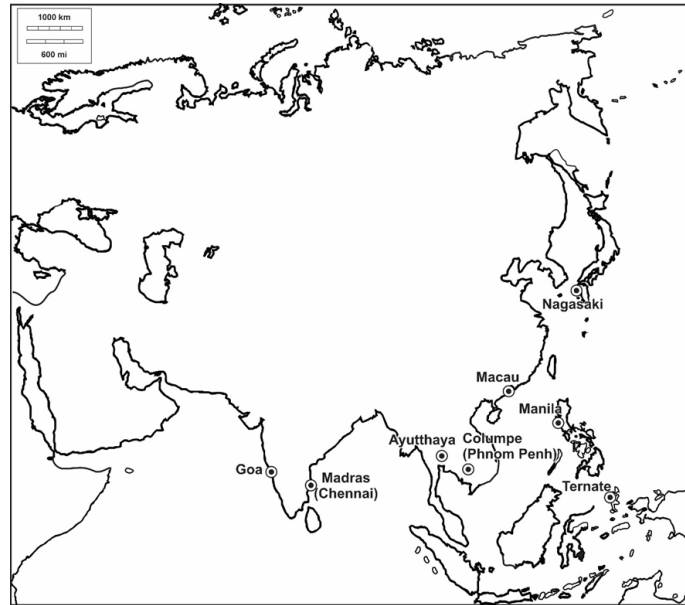 1000 km
600 mi
Nagasaki
Macau
Manila
Ayutthaya
Columpe
(Phnom Penh)
Goa
Madras
(Chennai)
Ternate